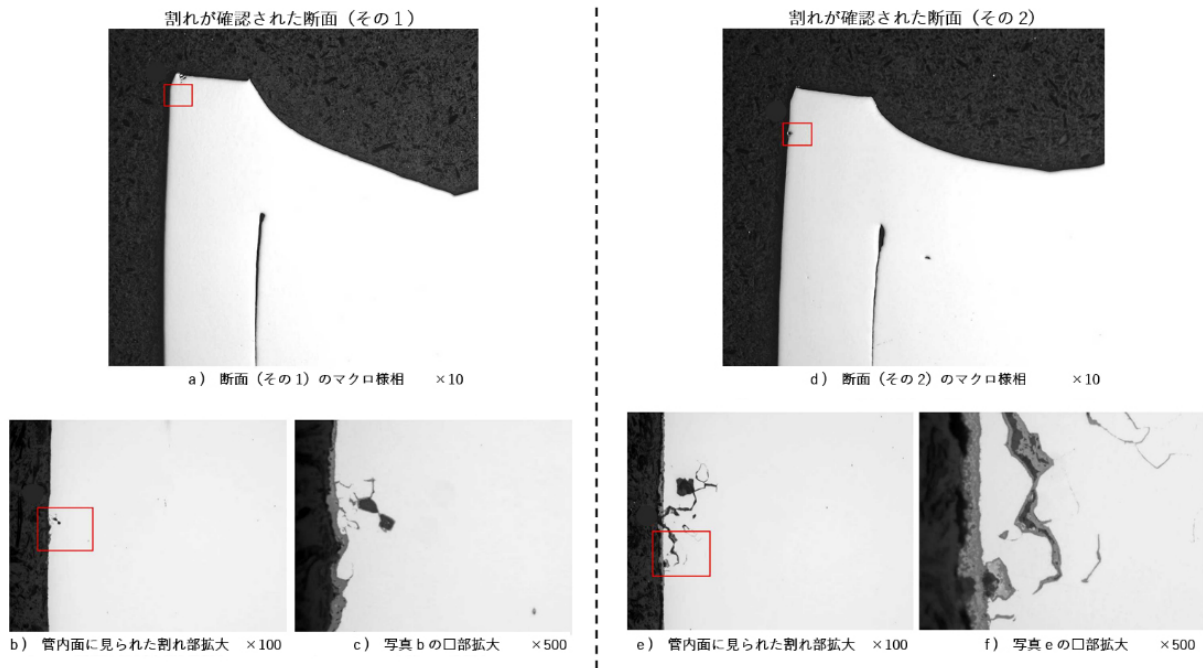 割れが確認された断面（その１）
a） 断面（その1）のマクロ様相 ×10
b） 管内面に見られた割れ部拡大 ×100
c） 写真ｂの□部拡大 ×500
割れが確認された断面（その２）
d） 断面（その2）のマクロ様相 ×10
e） 管内面に見られた割れ部拡大 ×100
f） 写真ｅの□部拡大 ×500